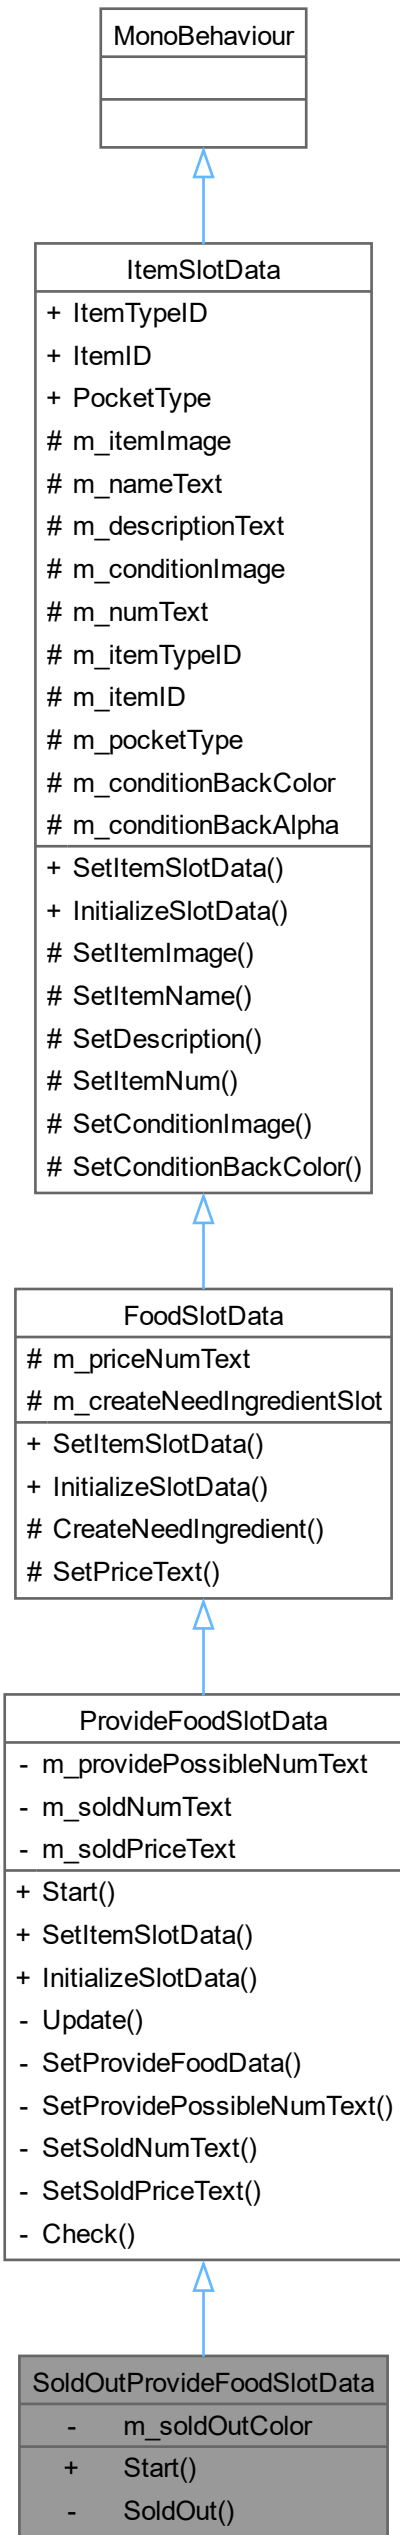 MonoBehaviour
ItemSlotData
+ ItemTypeID
+ ItemID
+ PocketType
# m_itemImage
# m_nameText
# m_descriptionText
# m_conditionImage
# m_numText
# m_itemTypeID
# m_itemID
# m_pocketType
# m_conditionBackColor
# m_conditionBackAlpha
+ SetItemSlotData()
+ InitializeSlotData()
# SetItemImage()
# SetItemName()
# SetDescription()
# SetItemNum()
# SetConditionImage()
# SetConditionBackColor()
FoodSlotData
# m_priceNumText
# m_createNeedIngredientSlot
+ SetItemSlotData()
+ InitializeSlotData()
# CreateNeedIngredient()
# SetPriceText()
ProvideFoodSlotData
- m_providePossibleNumText
- m_soldNumText
- m_soldPriceText
+ Start()
+ SetItemSlotData()
+ InitializeSlotData()
- Update()
- SetProvideFoodData()
- SetProvidePossibleNumText()
- SetSoldNumText()
- SetSoldPriceText()
- Check()
SoldOutProvideFoodSlotData
- m_soldOutColor
+ Start()
- SoldOut()